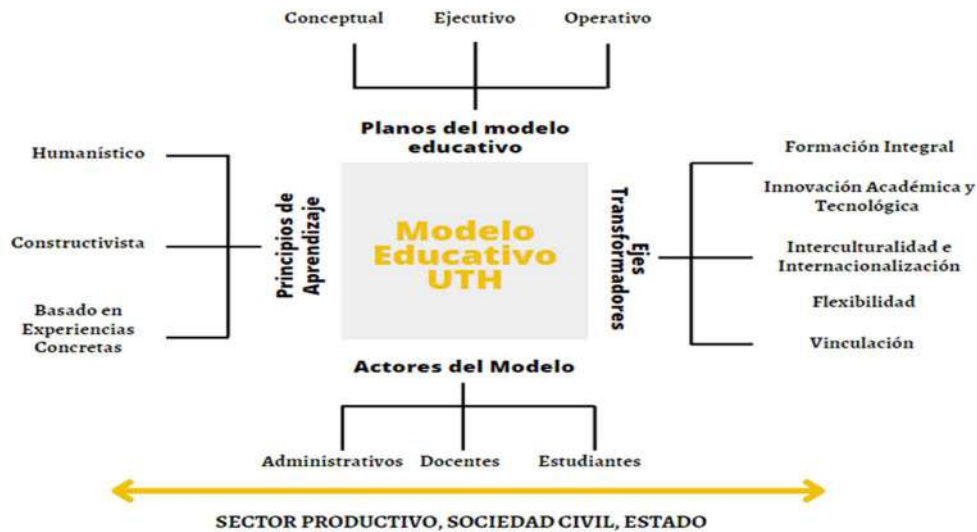 Conceptual
Ejecutivo
Operativo
Planos del modelo
educativo
Humanístico
Constructivista
Basado en
Experiencias
Concretas
Principios de
Aprendizaje
Modelo
Educativo
UTH
Ejes
Transformadores
Formación Integral
Innovación Académica y
Tecnológica
Interculturalidad e
Internacionalización
Flexibilidad
Vinculación
Actores del Modelo
Administrativos
Docentes
Estudiantes
SECTOR PRODUCTIVO, SOCIEDAD CIVIL, ESTADO